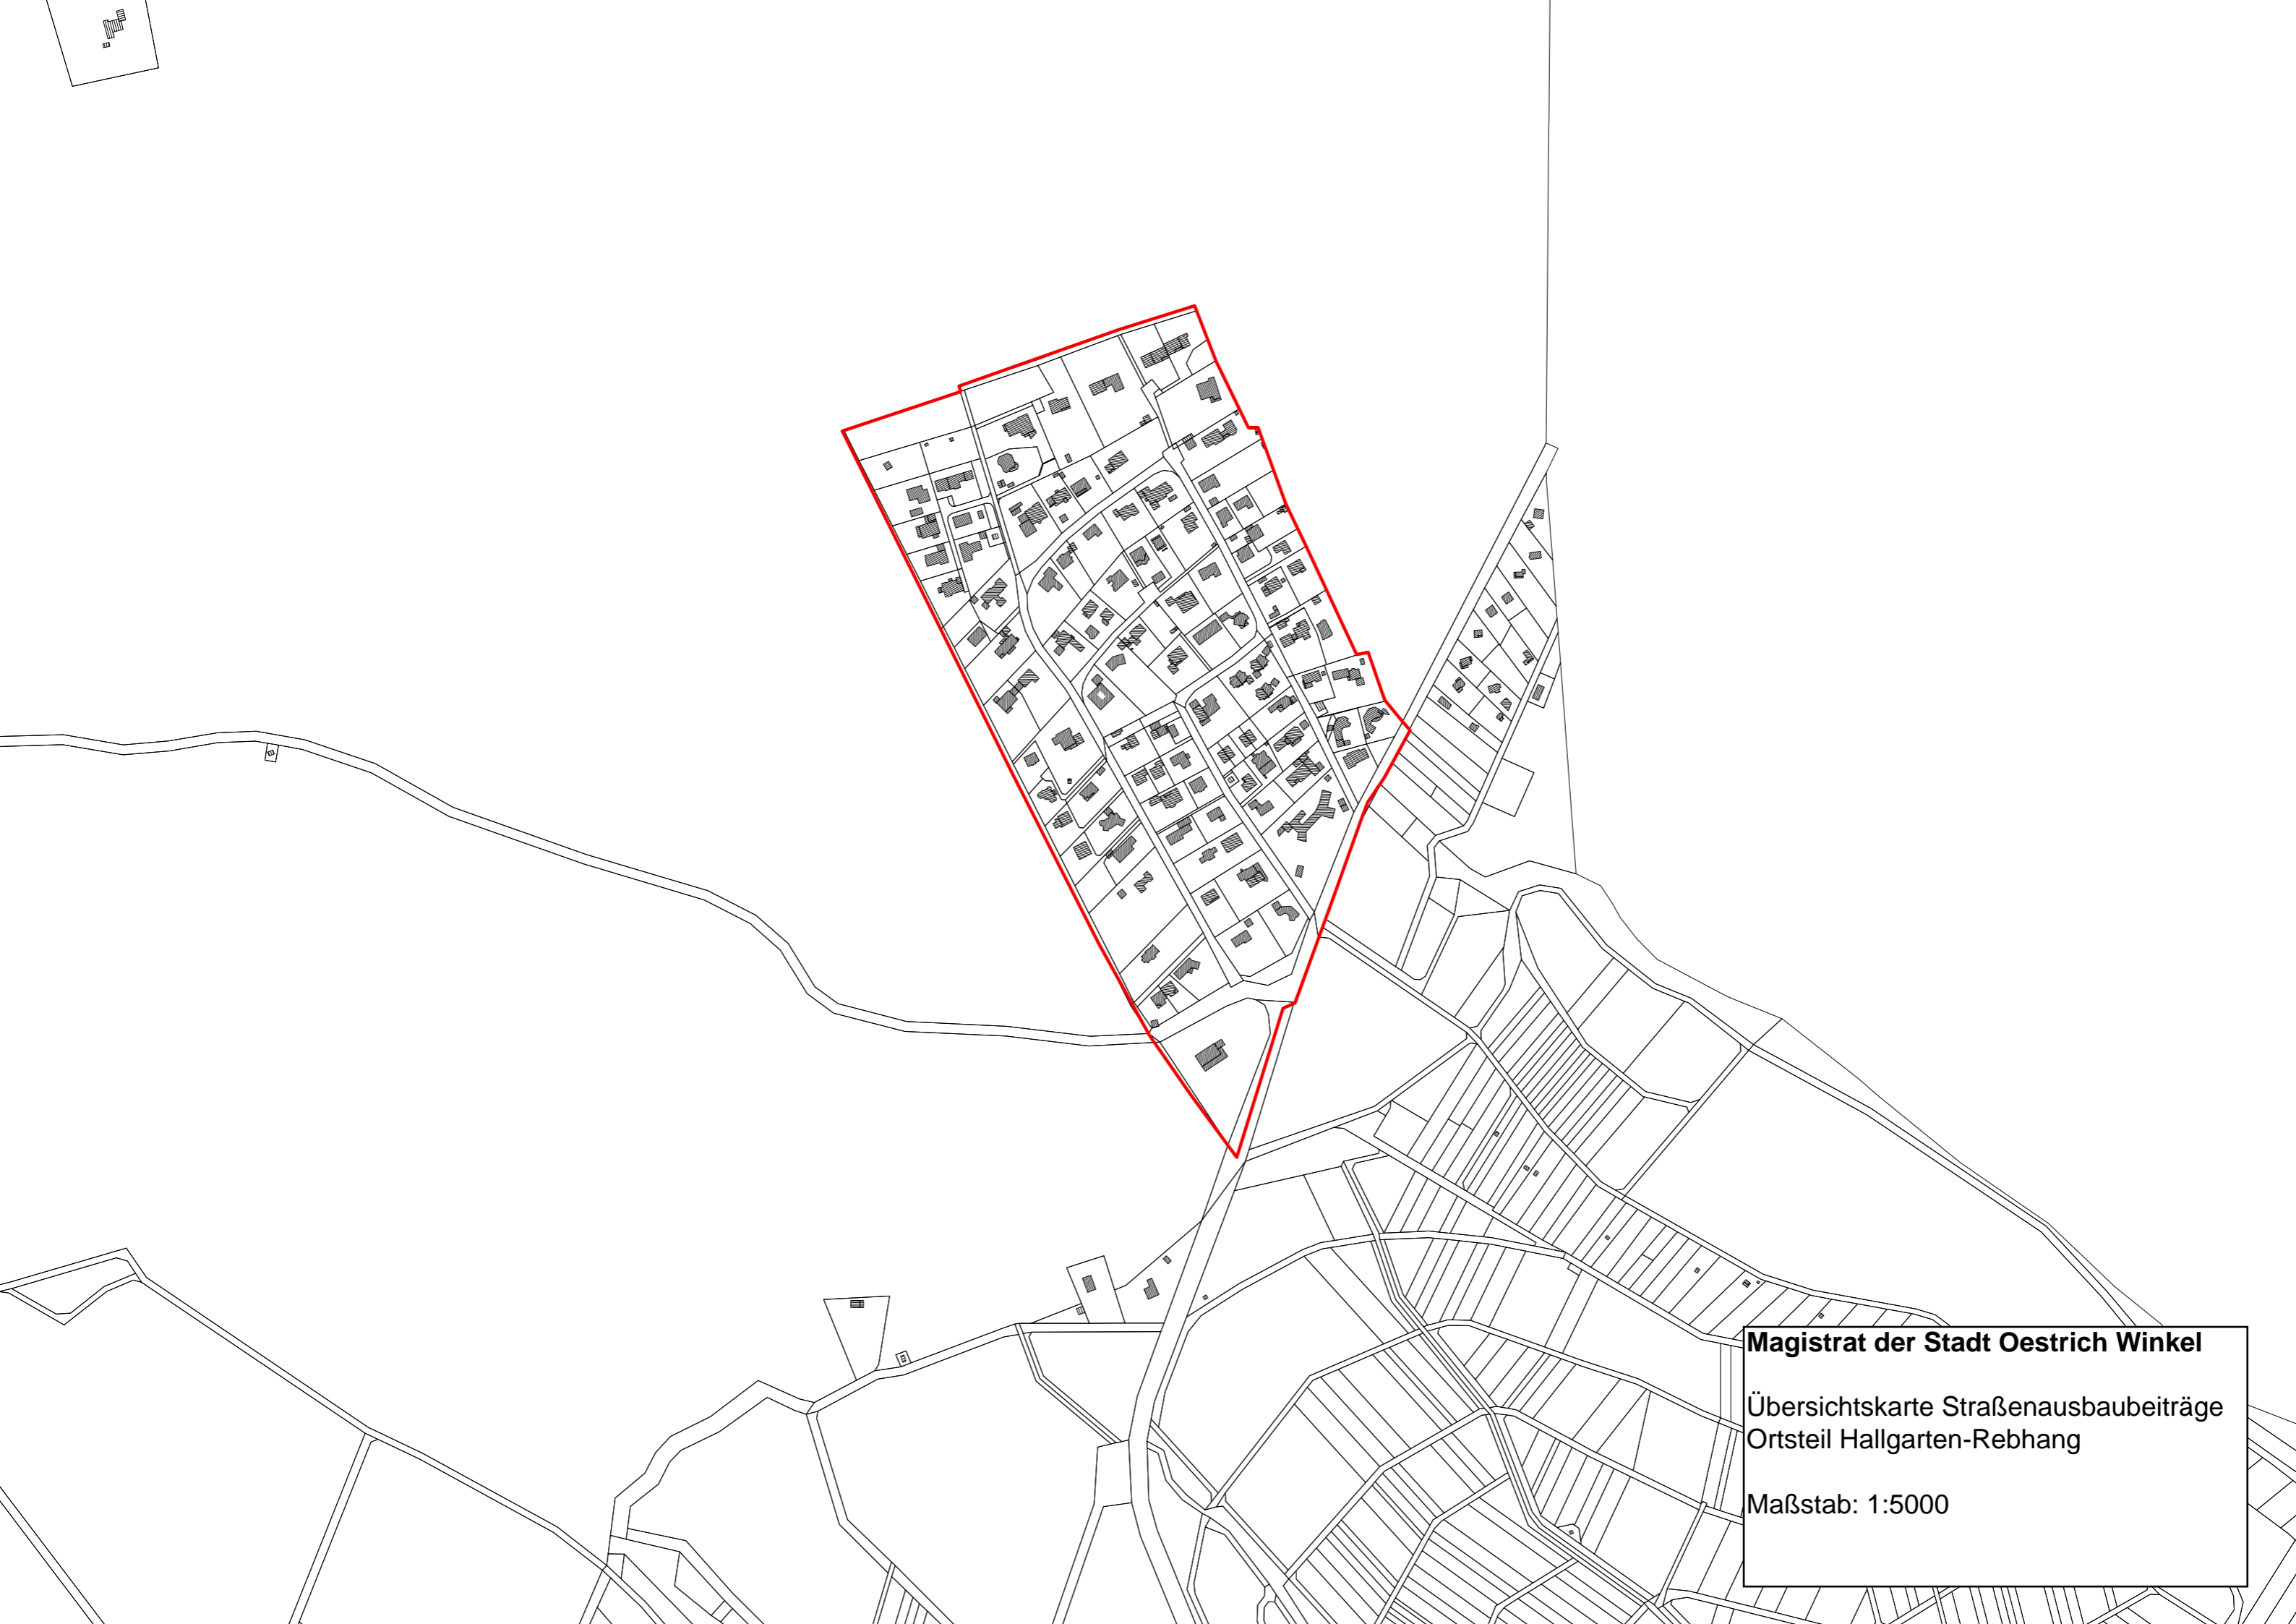 Magistrat der Stadt Oestrich Winkel
Übersichtskarte Straßenausbaubeiträge
Ortsteil Hallgarten-Rebhang
Maßstab: 1:5000